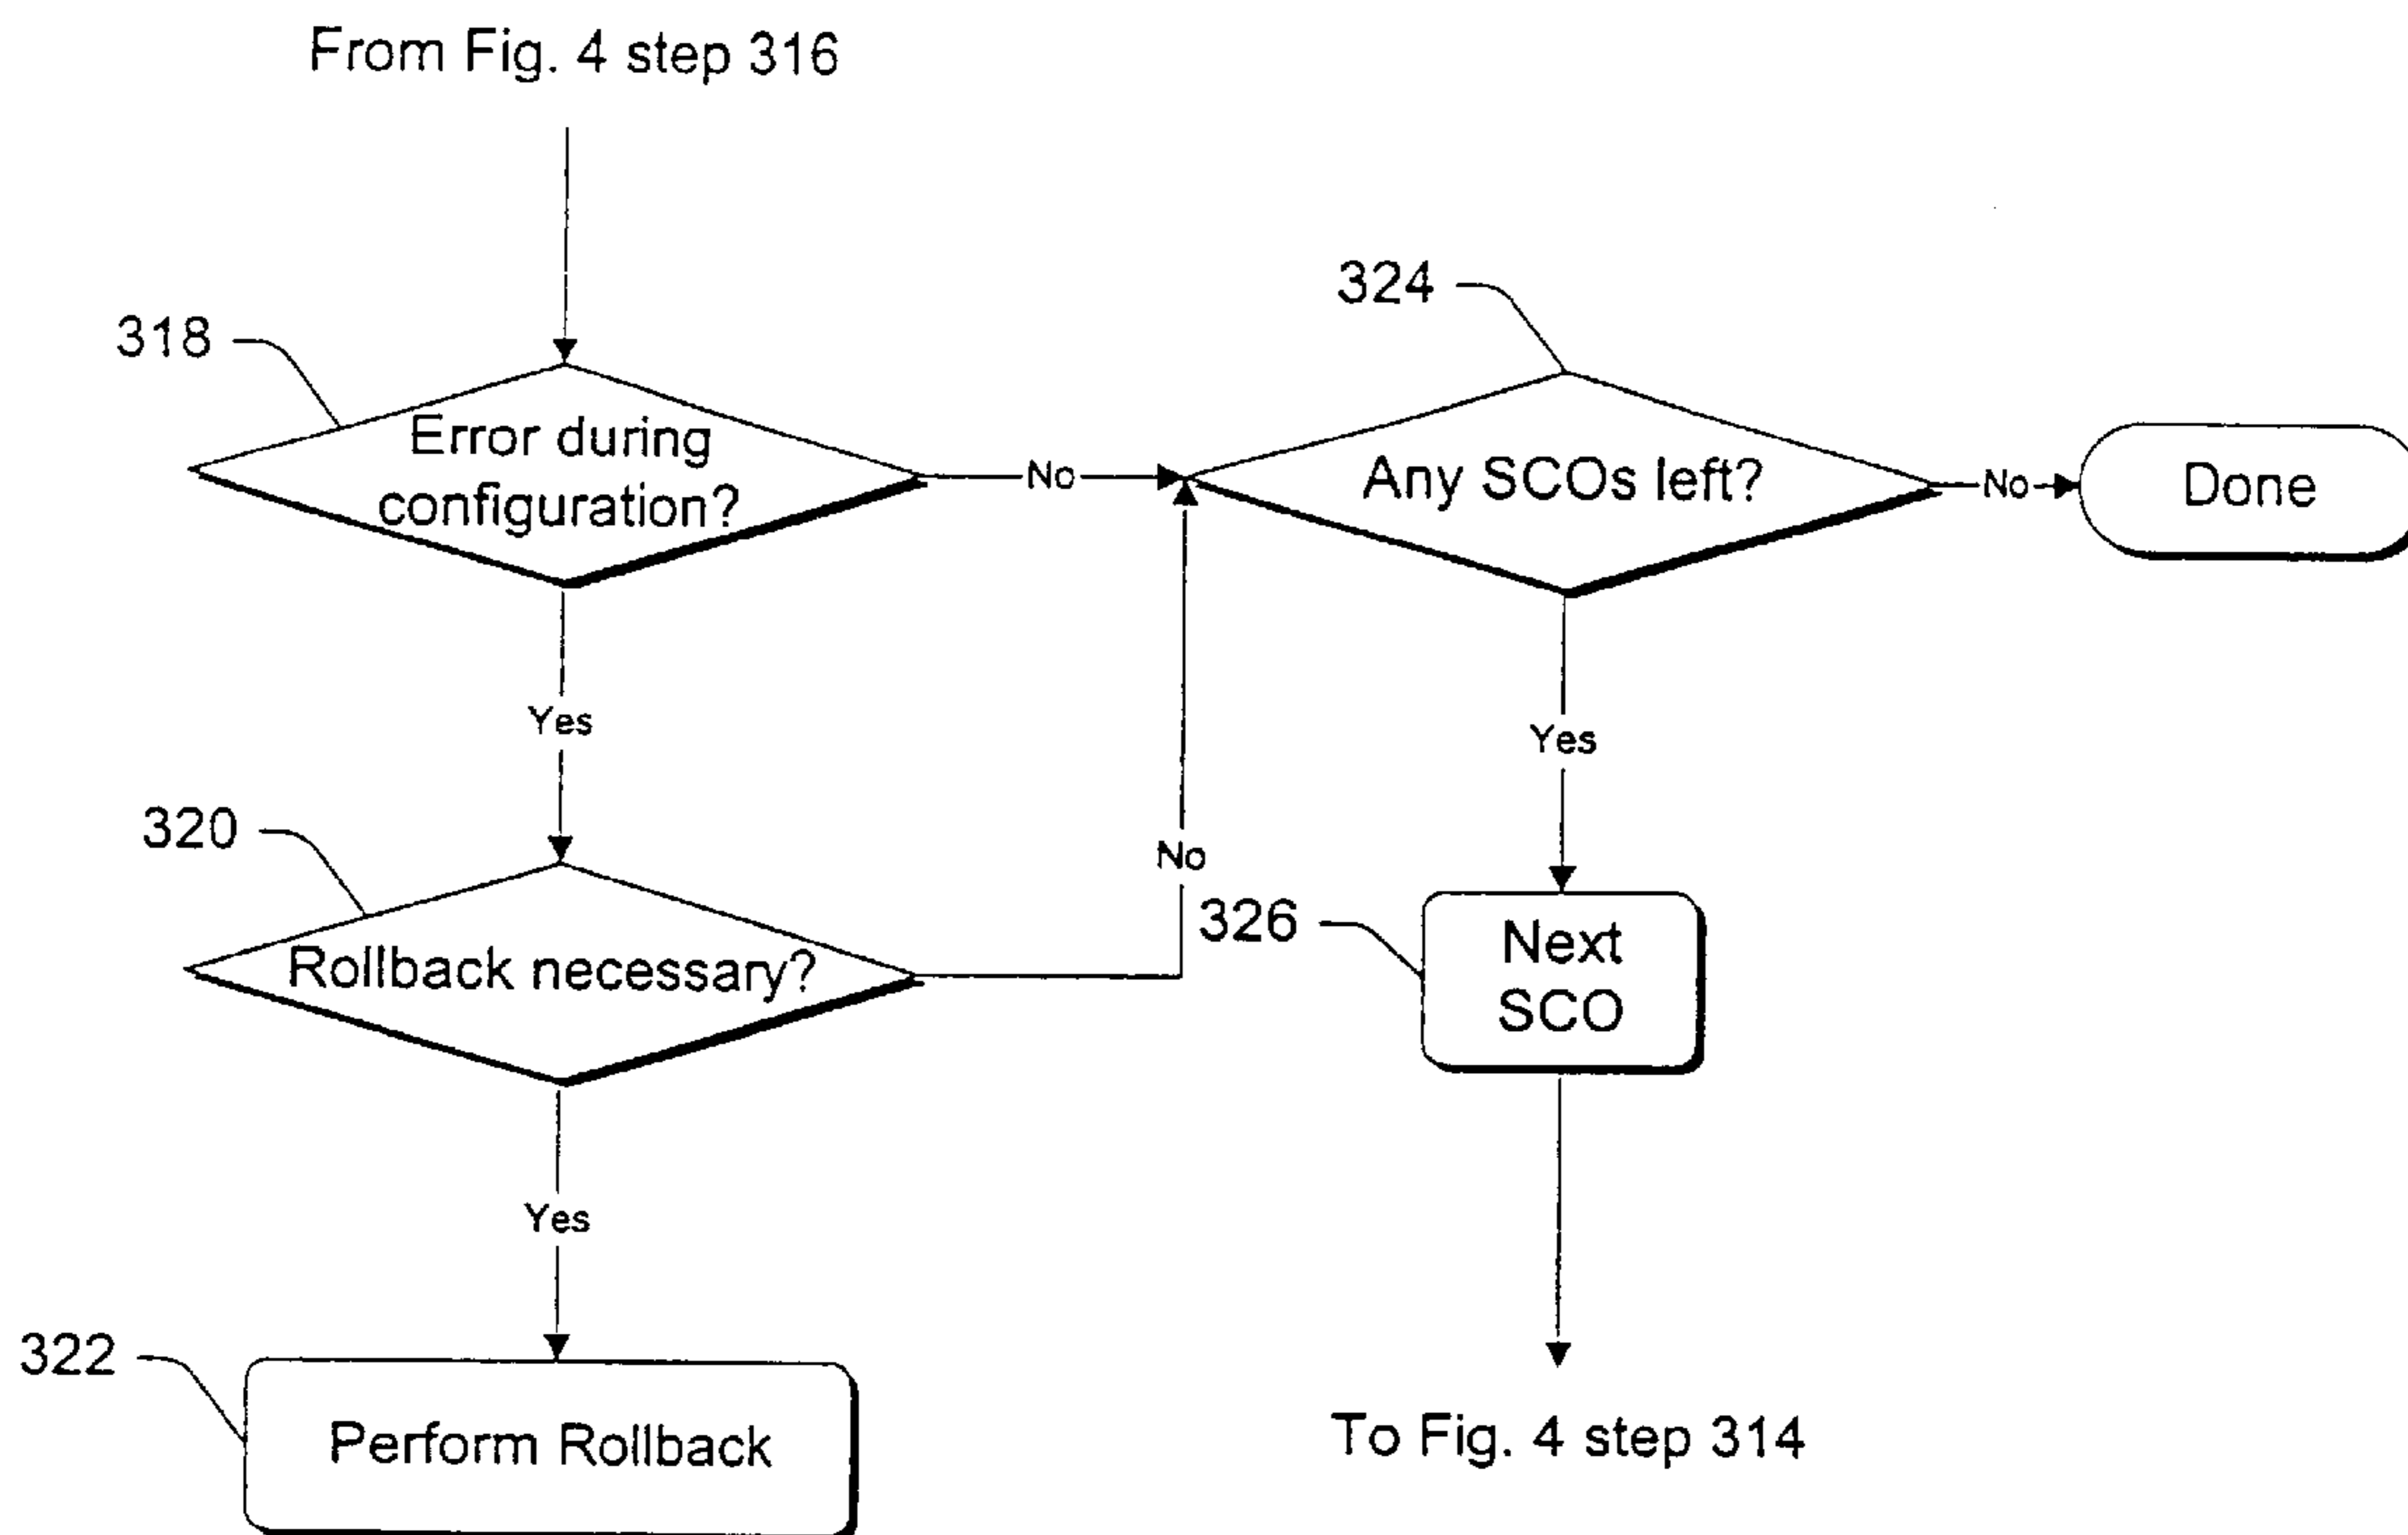 From Fig. 4 step 316
318
Error during
configuration?
No
324
Any SCOs left?
No
Done
Yes
Yes
320
Rollback necessary?
No
326
Next
SCO
Yes
322
Perform Rollback
To Fig. 4 step 314